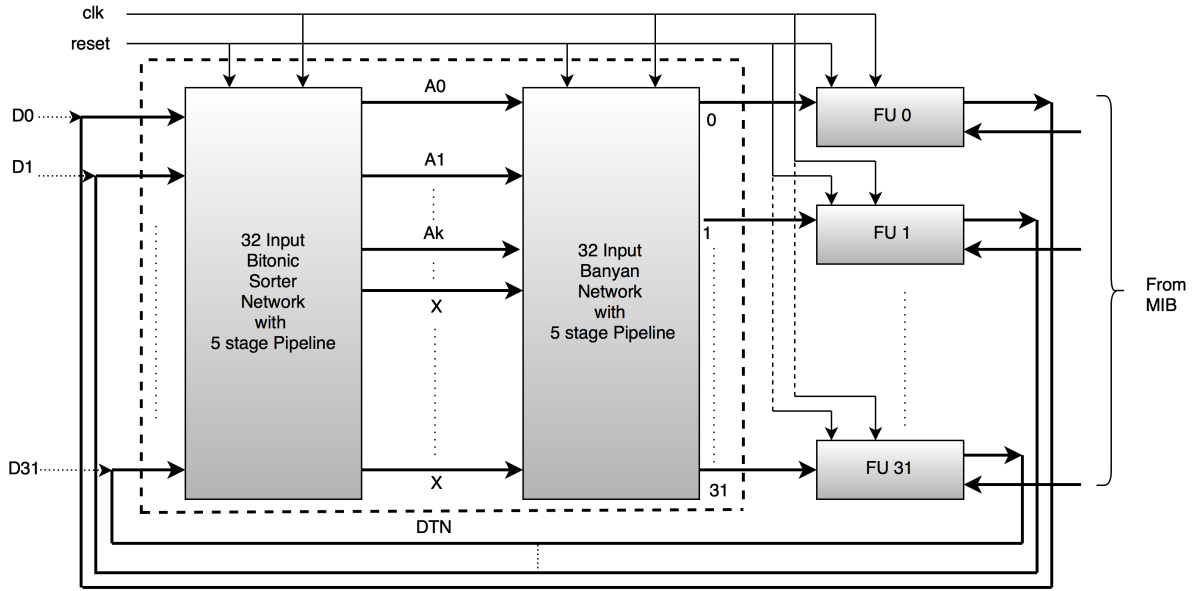 clk
reset
D0
D1
D31
32 Input
Bitonic
Sorter
Network
with
5 stage Pipeline
A0
A1
Ak
X
X
32 Input
Banyan
Network
with
5 stage Pipeline
0
1
31
FU 0
FU 1
FU 31
From
MIB
DTN